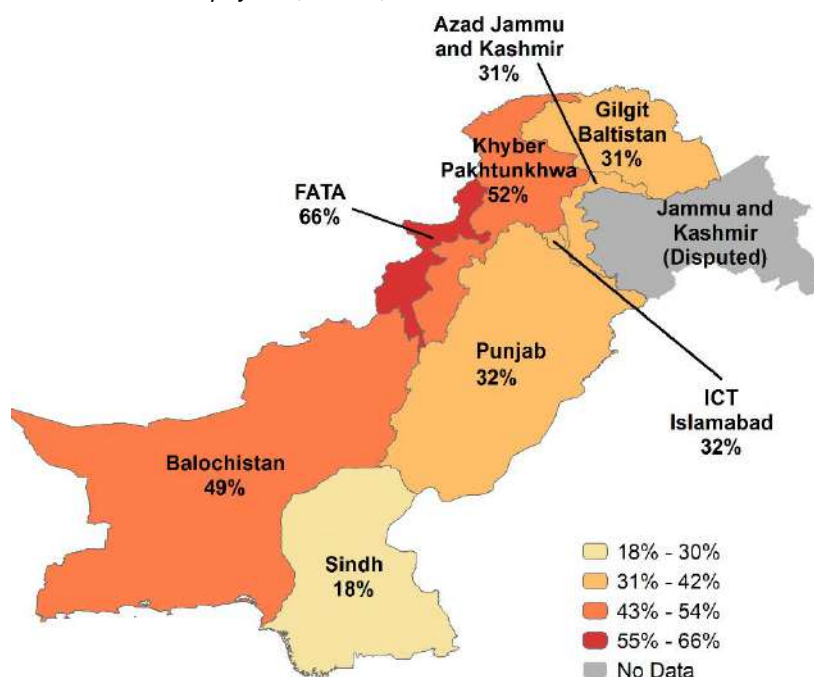 Azad Jammu
and Kashmir
31%
Gilgit
Baltistan
31%
Khyber
Pakhtunkhwa
52%
FATA
66%
Jammu and
Kashmir
(Disputed)
Punjab
32%
ICT
Islamabad
32%
Balochistan
49%
Sindh
18%
18% - 30%
31% - 42%
43% - 54%
55% - 66%
No Data